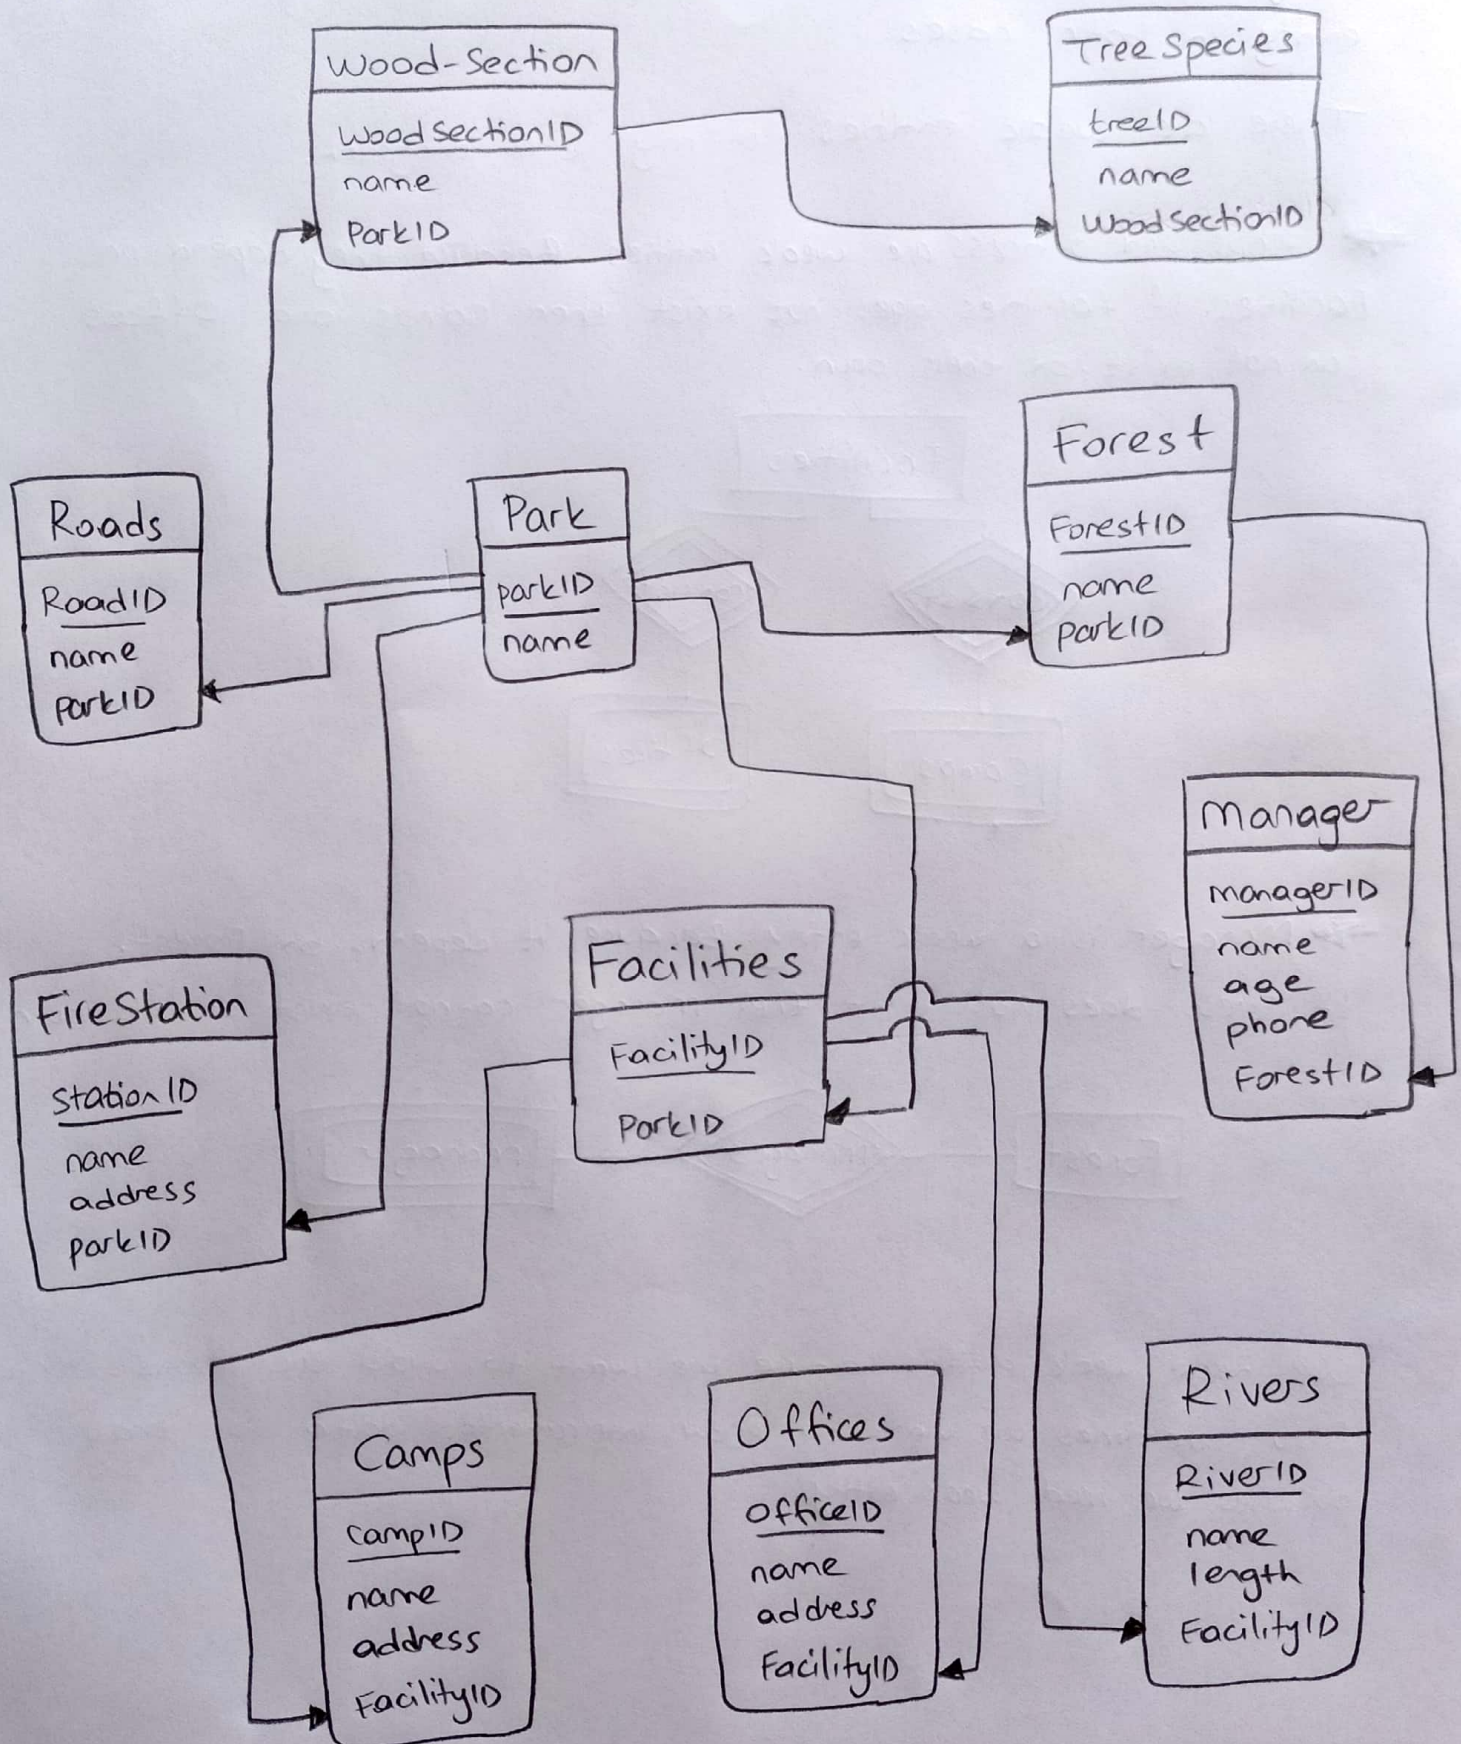 Wood-Section
WoodSectionID
name
ParkID
TreeSpecies
treeID
name
WoodSectionID
Forest
ForestID
name
ParkID
Roads
RoadID
name
ParkID
Park
parkID
name
Manager
managerID
name
age
phone
ForestID
Facilities
FacilityID
ParkID
FireStation
StationID
name
address
parkID
Camps
campID
name
address
FacilityID
Offices
OfficeID
name
address
FacilityID
Rivers
RiverID
name
length
FacilityID